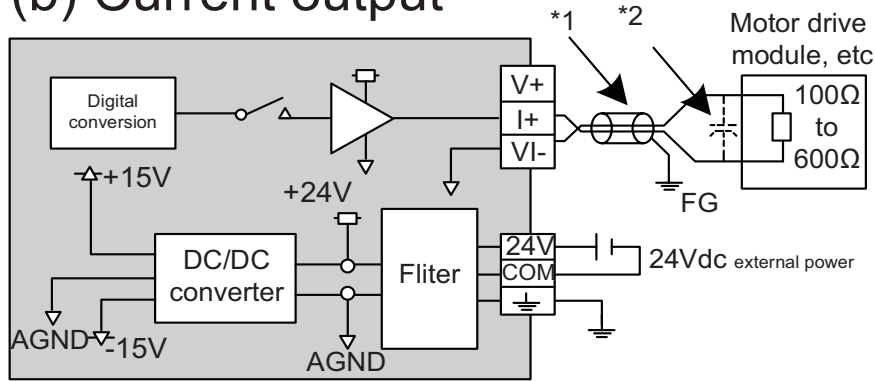 (b) Current output
*1
*2
Motor drive
module, etc
Digital
conversion
V+
I+
VI-
100Ω
to
600Ω
+15V
+24V
FG
DC/DC
converter
Fliter
24V
COM
24Vdc external power
AGND
-15V
AGND